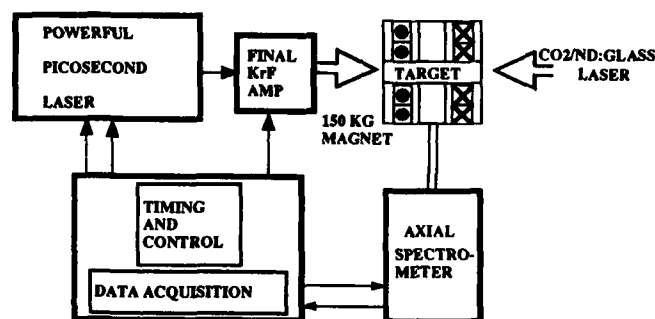 POWERFUL
PICOSECOND
LASER
FINAL
KrF
AMP
TARGET
CO2/ND:GLASS
LASER
150 KG
MAGNET
TIMING
AND
CONTROL
DATA ACQUISITION
AXIAL
SPECTRO-
METER